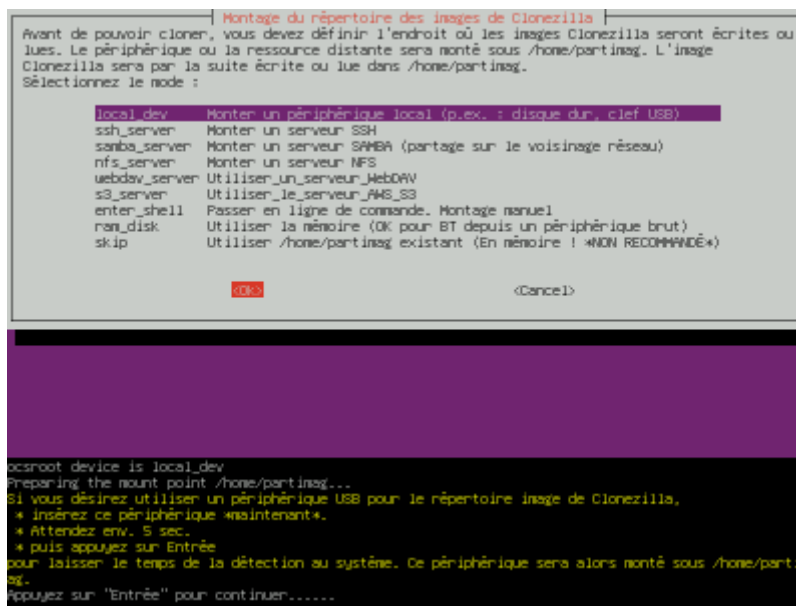 Montage du répertoire des images de Clonezilla
Avant de pouvoir cloner, vous devez définir l'endroit où les images Clonezilla seront écrites ou
lues. Le périphérique ou la ressource distante sera monté sous /home/partimag. L'image
Clonezilla sera par la suite écrite ou lue dans /home/partimag.
Sélectionnez le mode :
local_dev Monter un périphérique local (p.ex. : disque dur, clef USB)
ssh_server Monter un serveur SSH
samba_server Monter un serveur SAMBA (partage sur le voisinage réseau)
nfs_server Monter un serveur NFS
webdav_server Utiliser_un_serveur_WebDAV
s3_server Utiliser_le_serveur_AWS_S3
enter_shell Passer en ligne de commande. Montage manuel
ram_disk Utiliser la mémoire (OK pour BT depuis un périphérique brut)
skip Utiliser /home/partimag existant (En mémoire ! *NON RECOMMANDÉ*)
<Ok> <Cancel>
ocsroot device is local_dev
Preparing the mount point /home/partimag...
Si vous désirez utiliser un périphérique USB pour le répertoire image de Clonezilla,
* insérez ce périphérique *maintenant*.
* Attendez env. 5 sec.
* puis appuyez sur Entrée
pour laisser le temps de la détection au système. Ce périphérique sera alors monté sous /home/parti
ag.
Appuyez sur "Entrée" pour continuer......